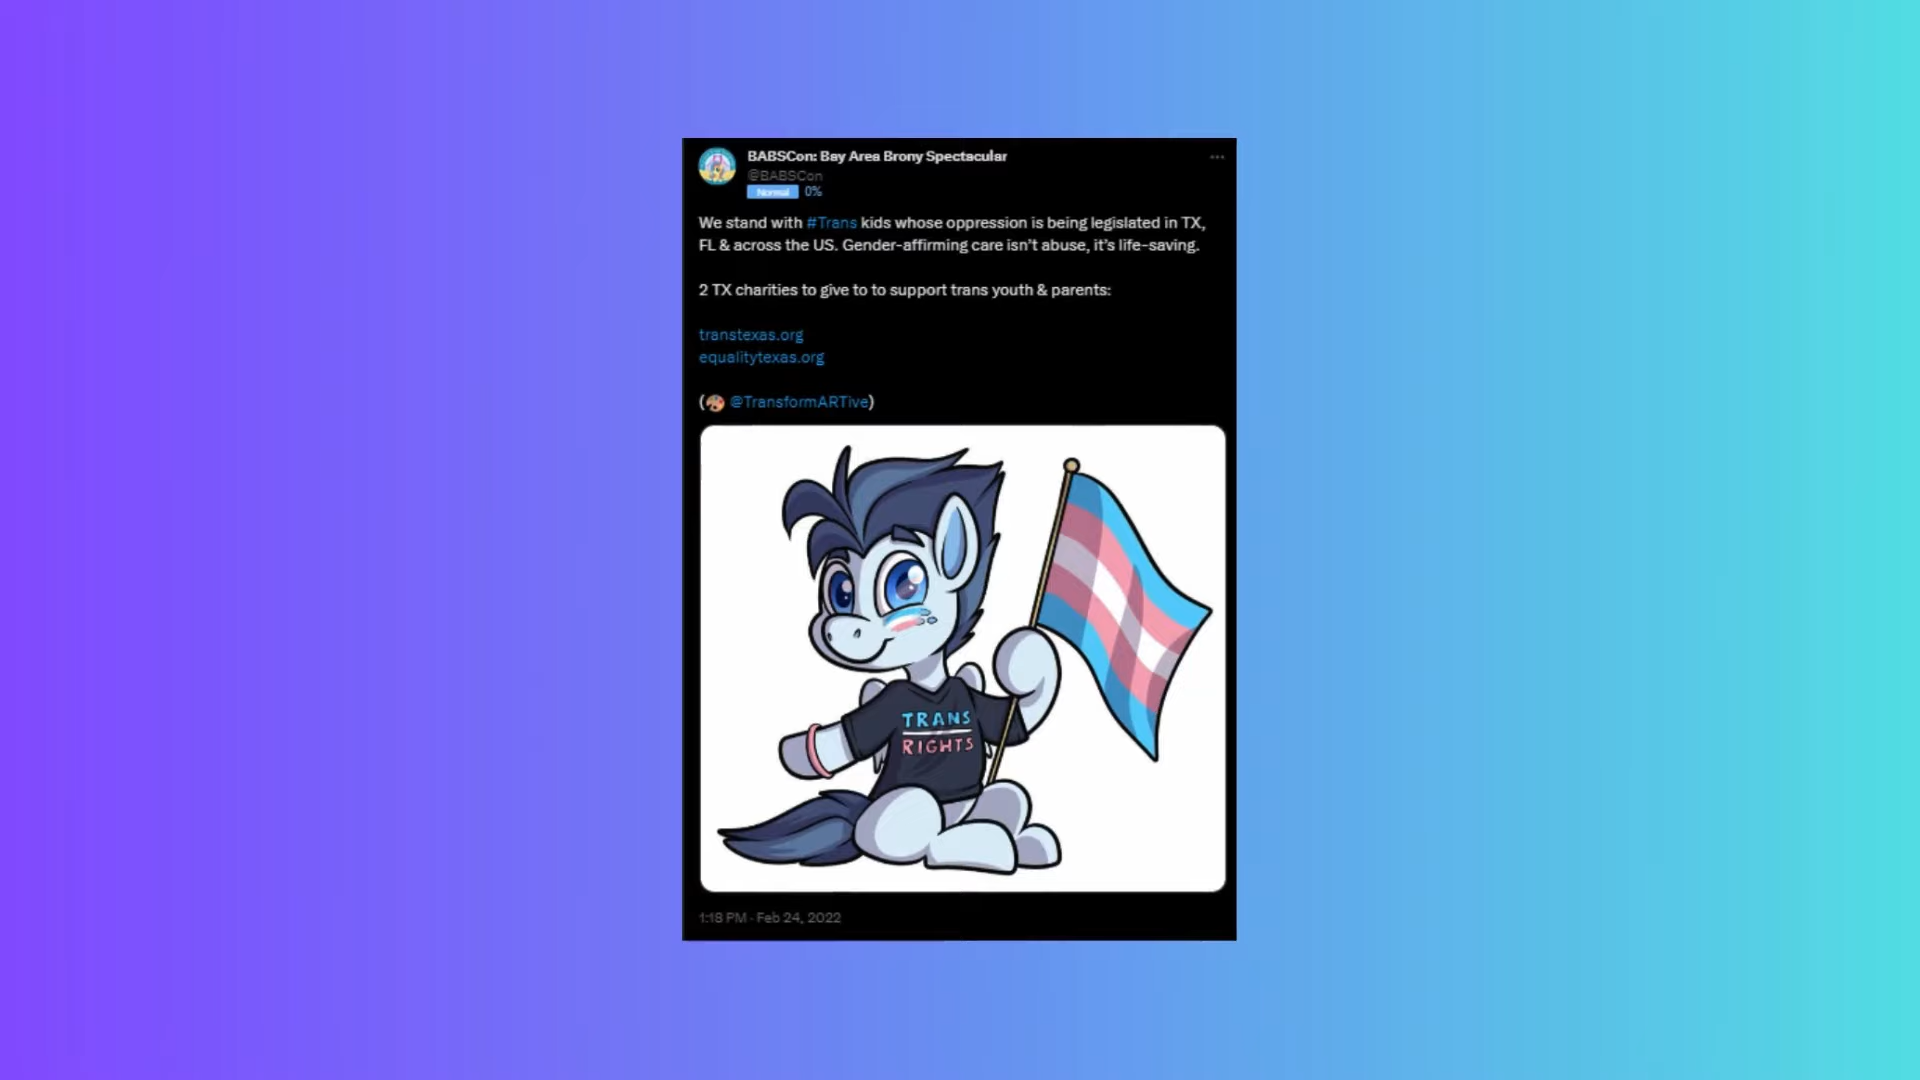 BABSCon: Bay Area Brony Spectacular
@BABSCon
Normal 0%
We stand with #Trans kids whose oppression is being legislated in TX,
FL & across the US. Gender-affirming care isn't abuse, it's life-saving.
2 TX charities to give to to support trans youth & parents:
transtexas.org
equalitytexas.org
(🎨 @TransformARTive)
TRANS
RIGHTS
1:18 PM · Feb 24, 2022